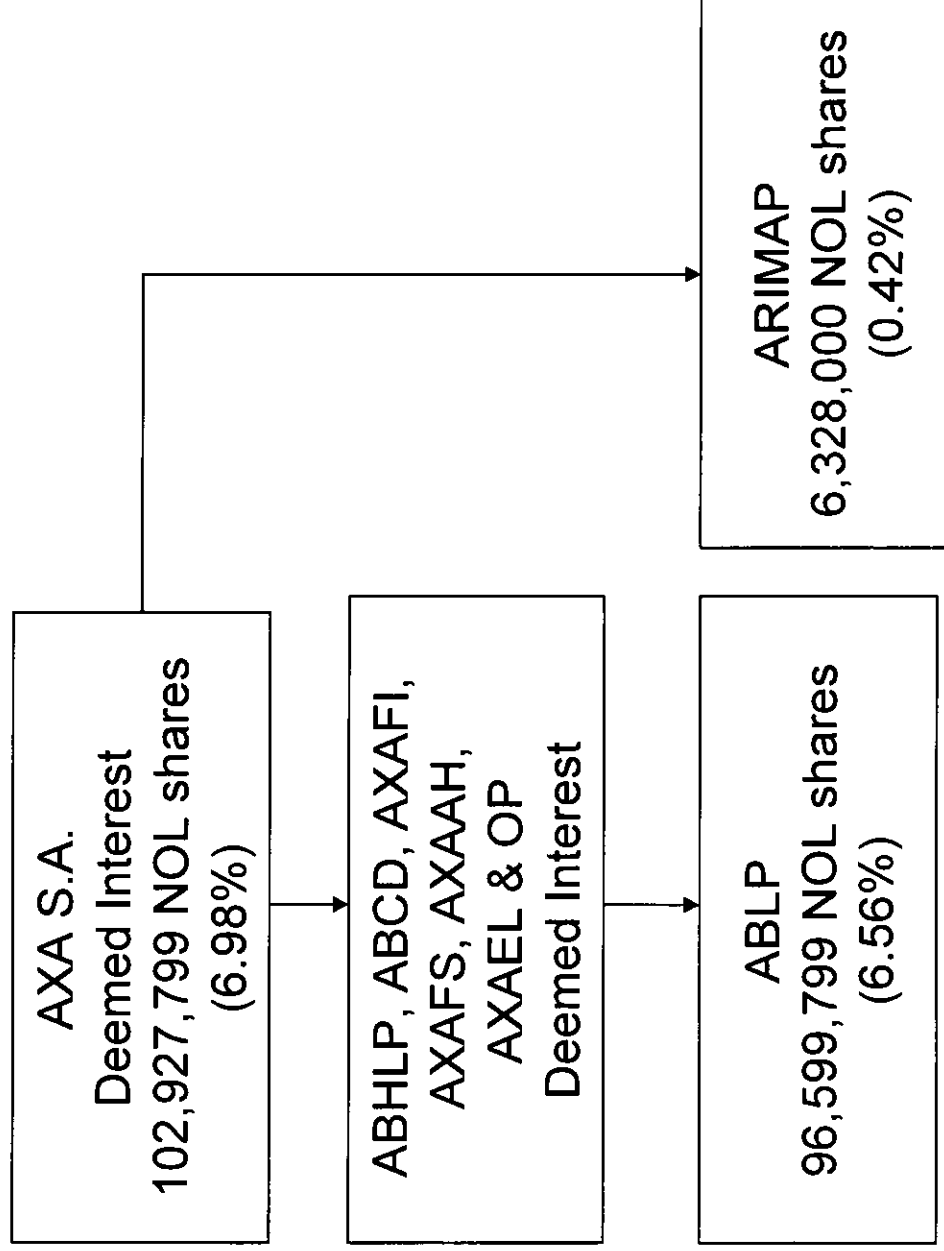 AXA S.A.
Deemed Interest
102,927,799 NOL shares
(6.98%)
ABHLP, ABCD, AXAFI,
AXAFS, AXAAH,
AXAEL & OP
Deemed Interest
ABLP
96,599,799 NOL shares
(6.56%)
ARIMAP
6,328,000 NOL shares
(0.42%)